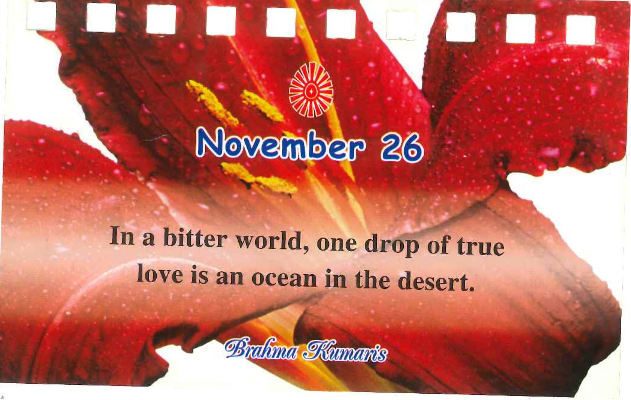 November 26
In a bitter world, one drop of true
love is an ocean in the desert.
Brahma Kumaris